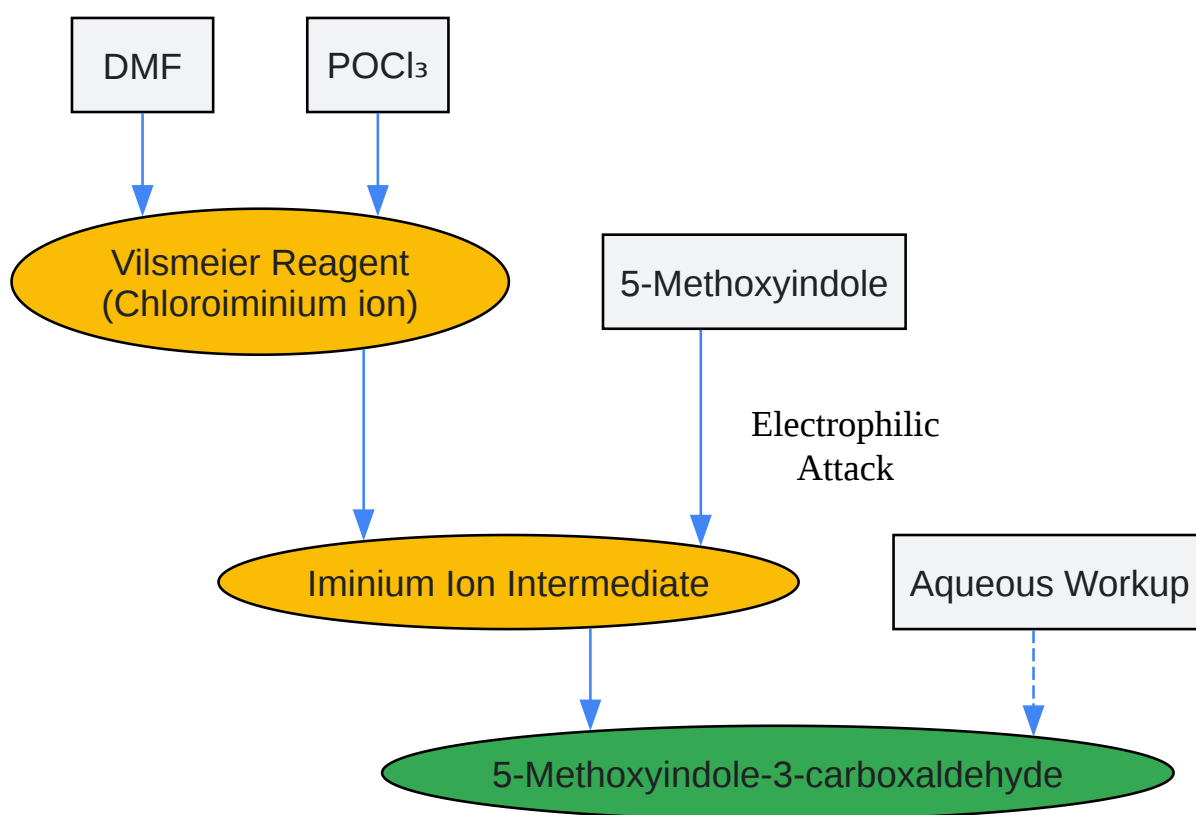 DMF
POCl₃
Vilsmeier Reagent
(Chloroiminium ion)
5-Methoxyindole
Electrophilic
Attack
Iminium Ion Intermediate
Aqueous Workup
5-Methoxyindole-3-carboxaldehyde